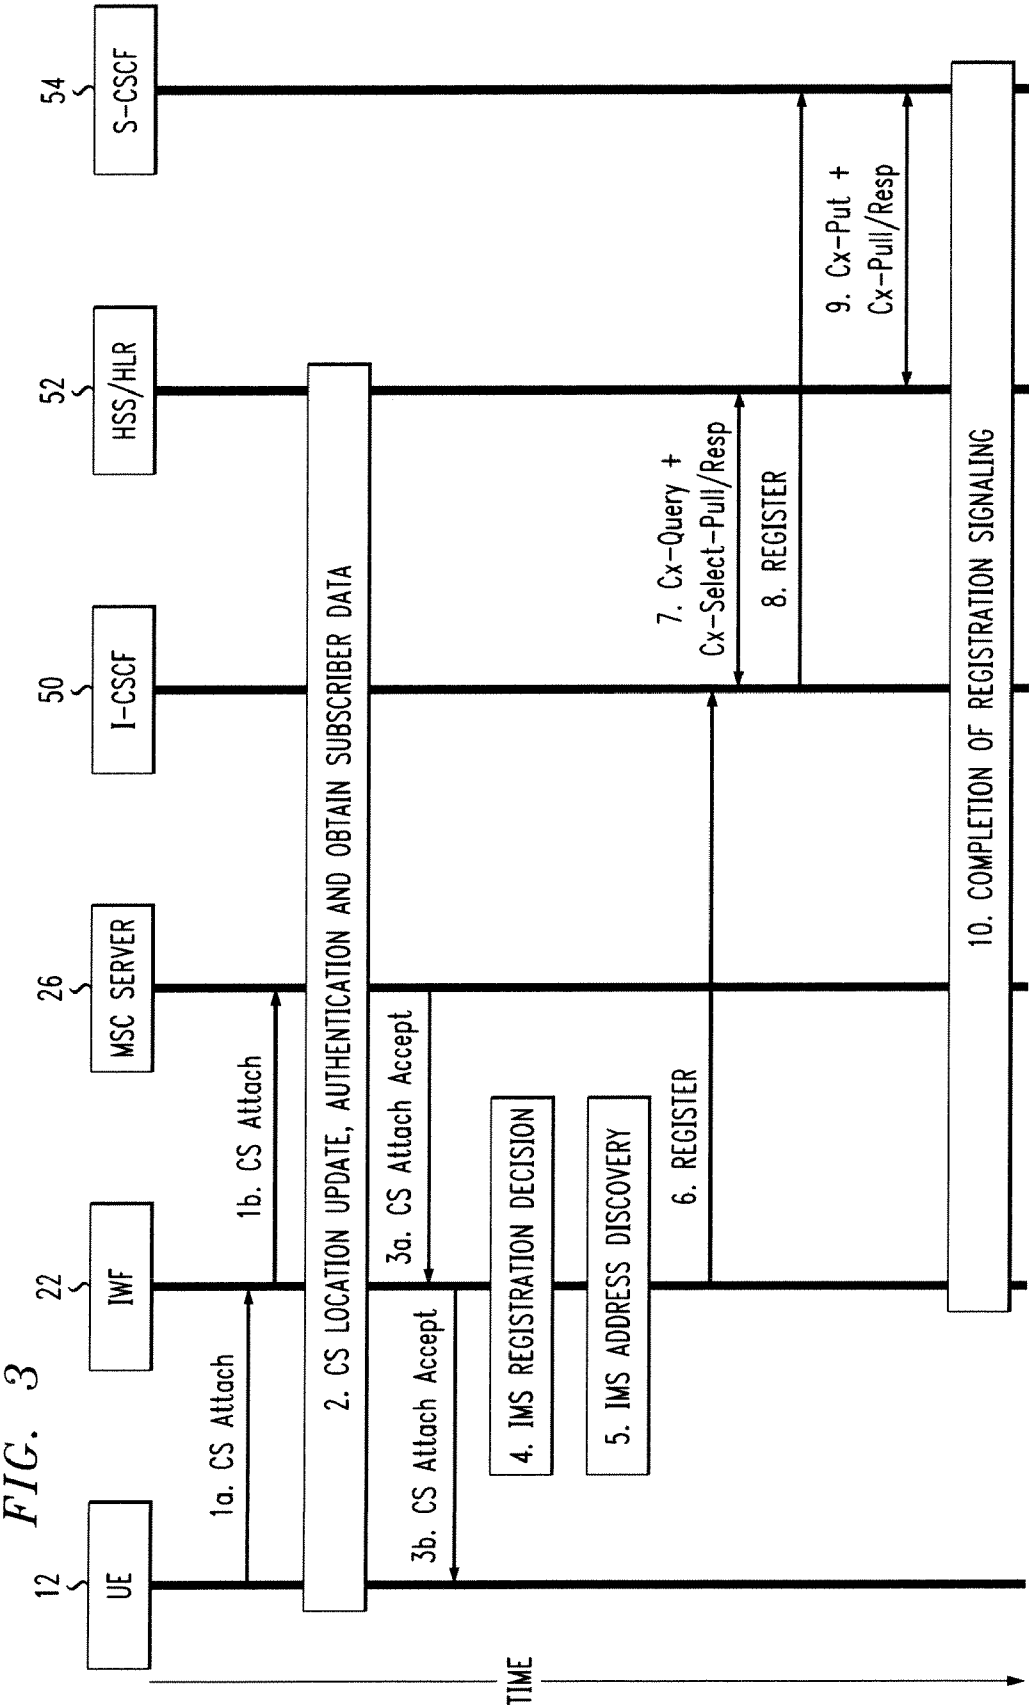 FIG. 3
12
22
26
50
52
54
UE
IWF
MSC SERVER
I-CSCF
HSS/HLR
S-CSCF
1a. CS Attach
1b. CS Attach
2. CS LOCATION UPDATE, AUTHENTICATION AND OBTAIN SUBSCRIBER DATA
3a. CS Attach Accept
3b. CS Attach Accept
4. IMS REGISTRATION DECISION
5. IMS ADDRESS DISCOVERY
6. REGISTER
7. Cx-Query +
Cx-Select-Pull/Resp
8. REGISTER
9. Cx-Put +
Cx-Pull/Resp
10. COMPLETION OF REGISTRATION SIGNALING
TIME